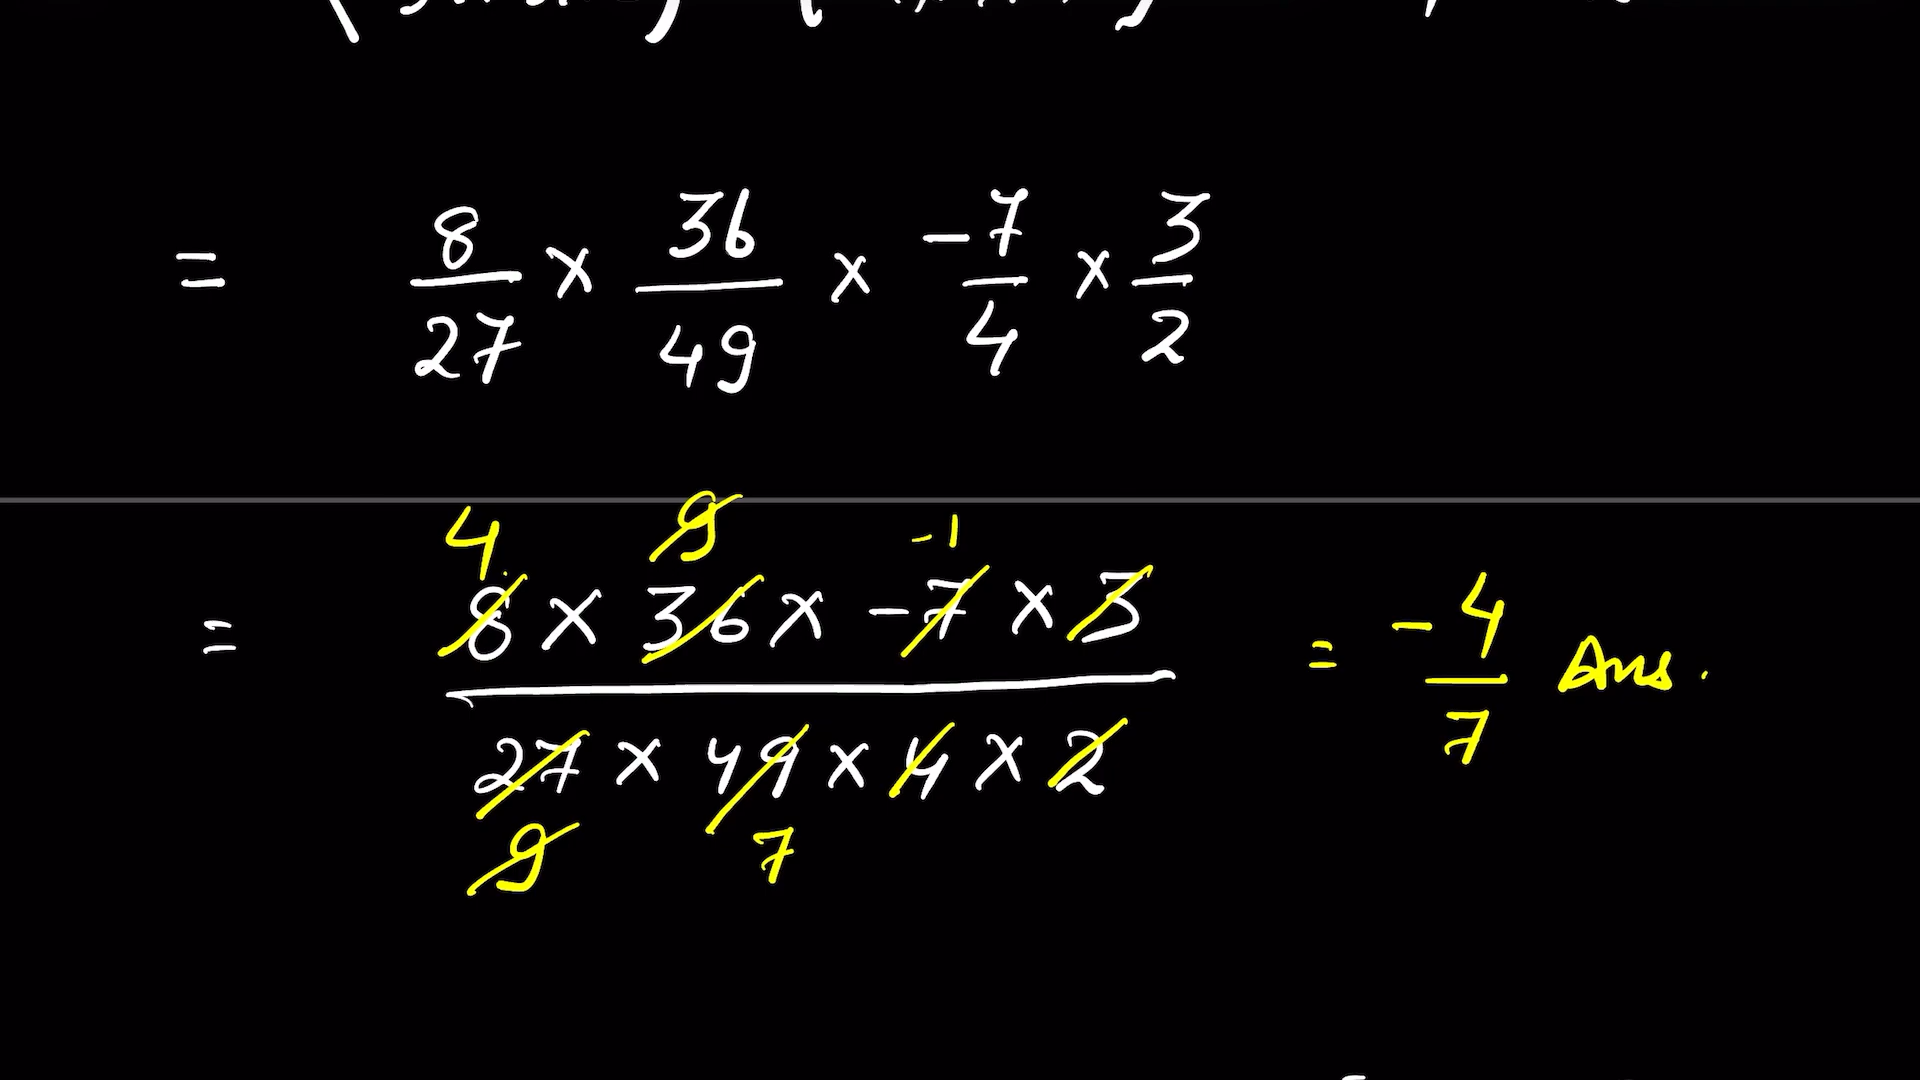 = 8/27 × 36/49 × -7/4 × 3/2
4 9 -1
= 8 × 36 × -7 × 3 / 27 × 49 × 4 × 2 = -4/7 Ans.
9 7